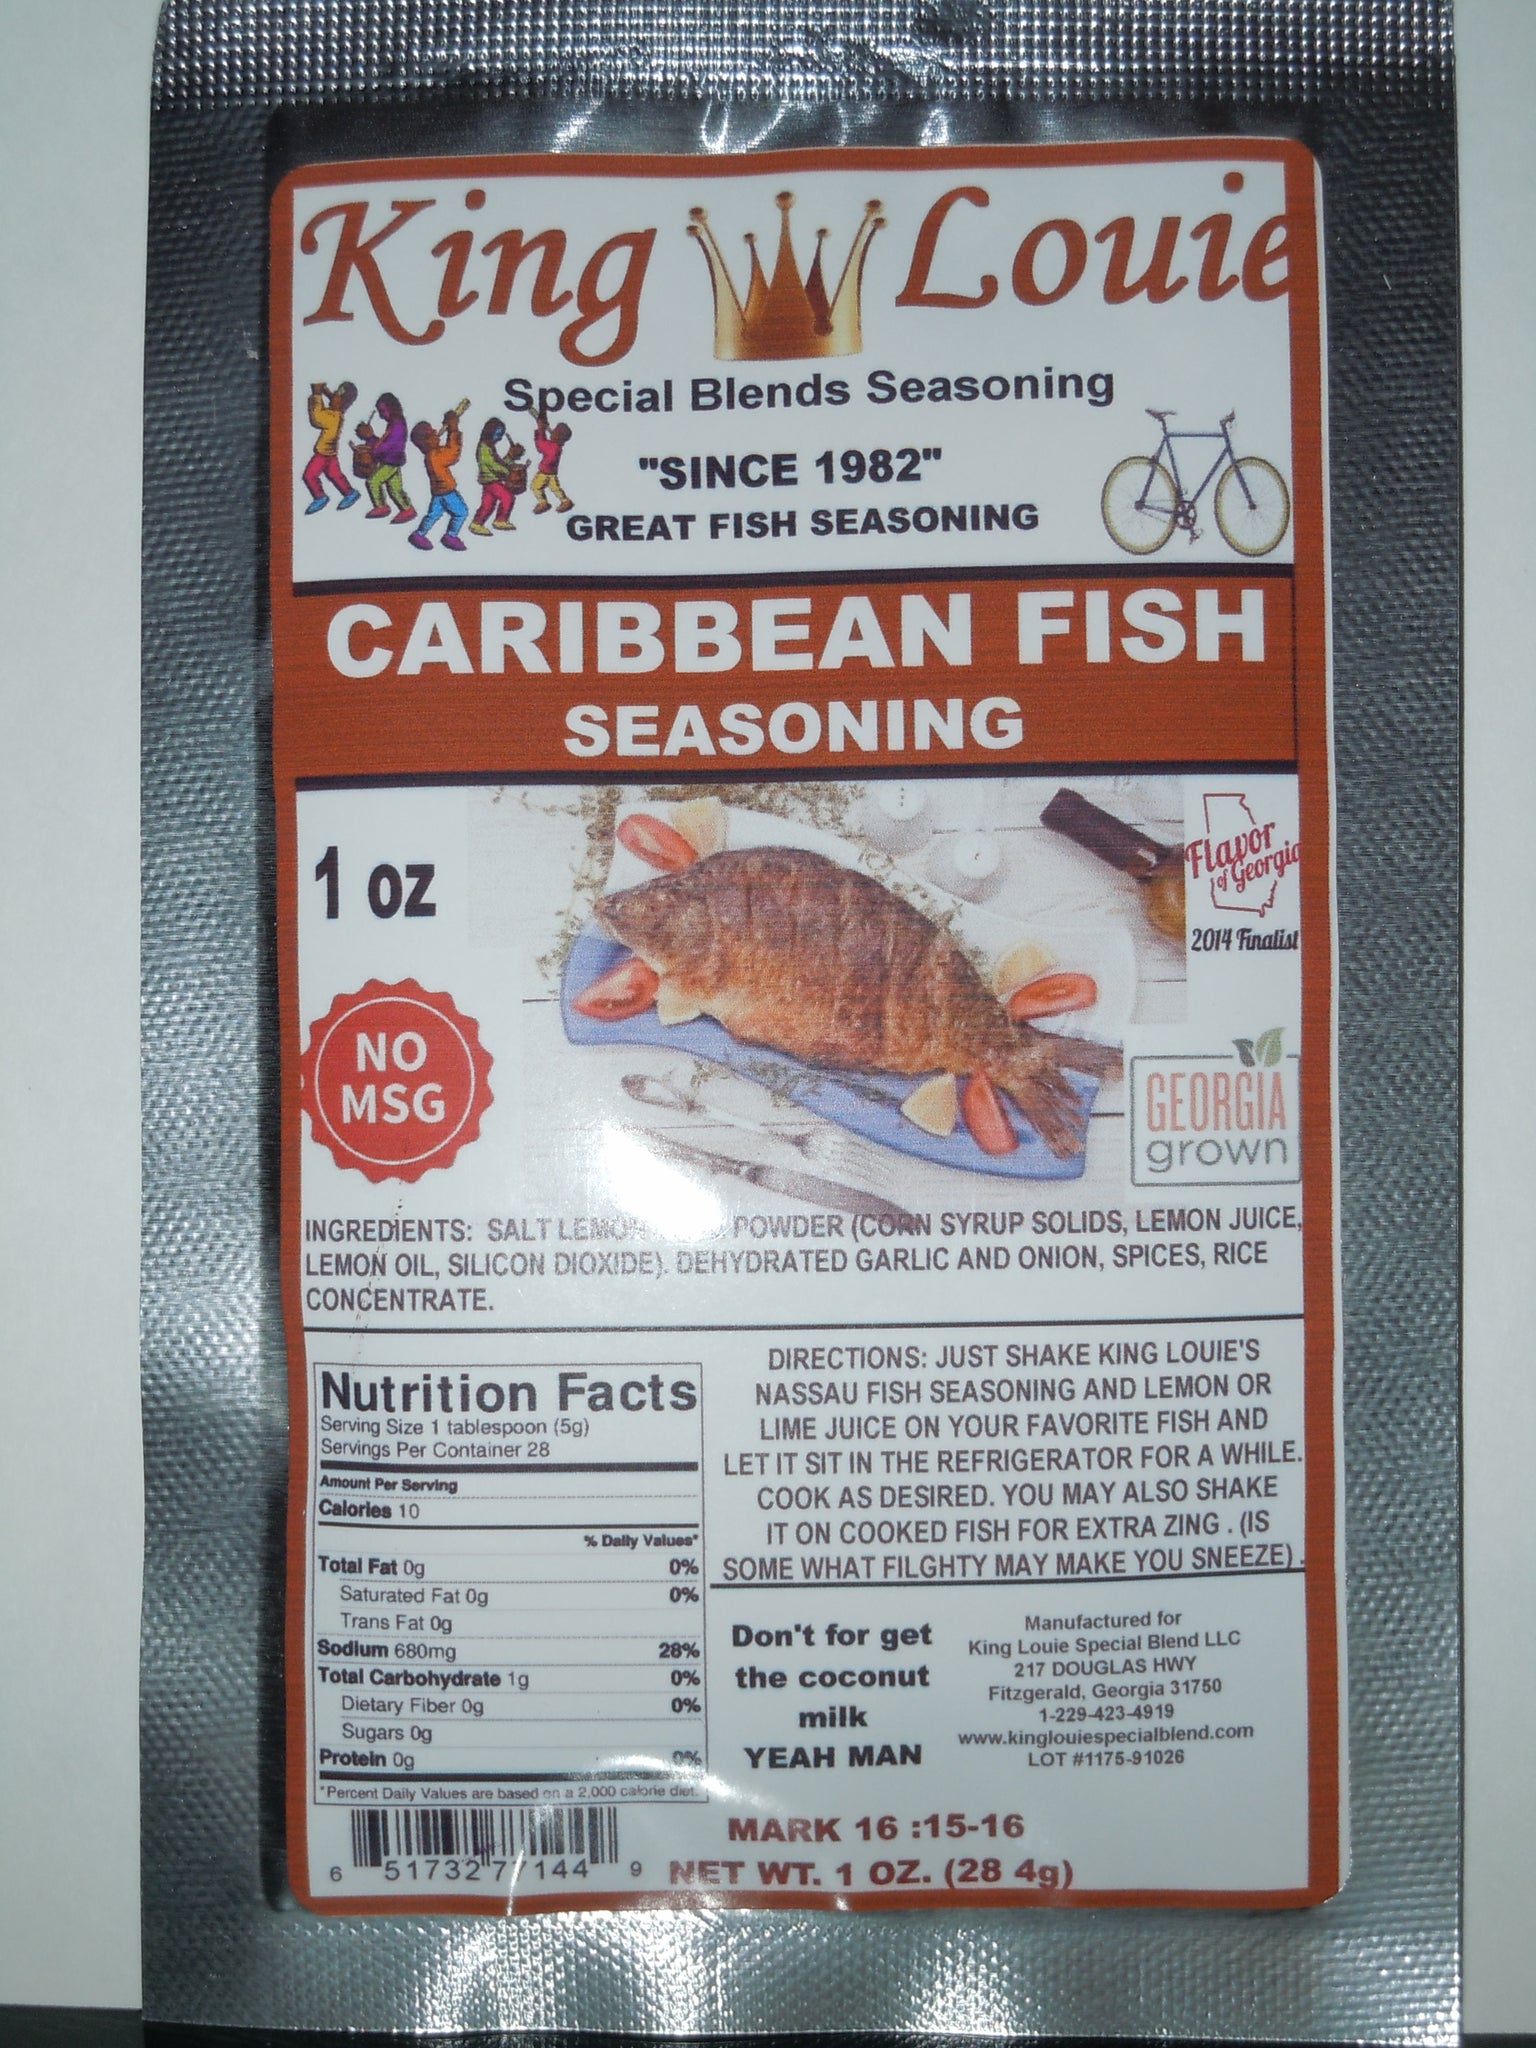 King Louie
Special Blends Seasoning
"SINCE 1982"
GREAT FISH SEASONING
CARIBBEAN FISH
SEASONING
1 oz
Flavor
of Georgia
2014 Finalist
NO
MSG
GEORGIA
grown
INGREDIENTS: SALT LEMON POWDER (CORN SYRUP SOLIDS, LEMON JUICE,
LEMON OIL, SILICON DIOXIDE). DEHYDRATED GARLIC AND ONION, SPICES, RICE
CONCENTRATE.
Nutrition Facts
Serving Size 1 tablespoon (5g)
Servings Per Container 28
Amount Per Serving
Calories 10
% Daily Values*
Total Fat 0g 0%
Saturated Fat 0g 0%
Trans Fat 0g
Sodium 680mg 28%
Total Carbohydrate 1g 0%
Dietary Fiber 0g 0%
Sugars 0g
Protein 0g 0%
*Percent Daily Values are based on a 2,000 calorie diet.
6 51732 77144 9
DIRECTIONS: JUST SHAKE KING LOUIE'S
NASSAU FISH SEASONING AND LEMON OR
LIME JUICE ON YOUR FAVORITE FISH AND
LET IT SIT IN THE REFRIGERATOR FOR A WHILE.
COOK AS DESIRED. YOU MAY ALSO SHAKE
IT ON COOKED FISH FOR EXTRA ZING . (IS
SOME WHAT FILGHTY MAY MAKE YOU SNEEZE) .
Don't for get
the coconut
milk
YEAH MAN
Manufactured for
King Louie Special Blend LLC
217 DOUGLAS HWY
Fitzgerald, Georgia 31750
1-229-423-4919
www.kinglouiespecialblend.com
LOT #1175-91026
MARK 16 :15-16
NET WT. 1 OZ. (28 4g)